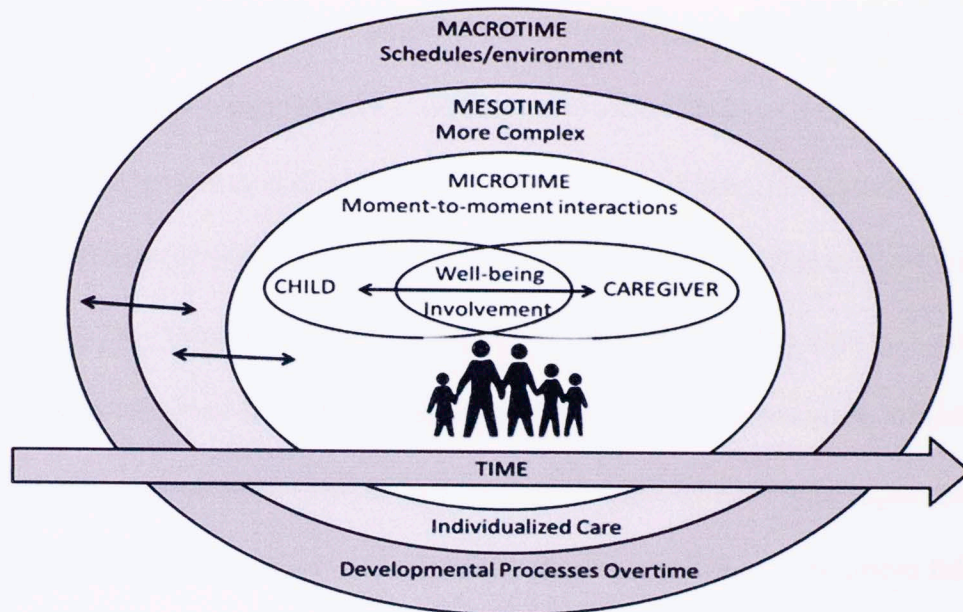 MACROTIME
Schedules/environment
MESOTIME
More Complex
MICROTIME
Moment-to-moment interactions
Well-being
CHILD
CAREGIVER
Involvement
TIME
Individualized Care
Developmental Processes Overtime